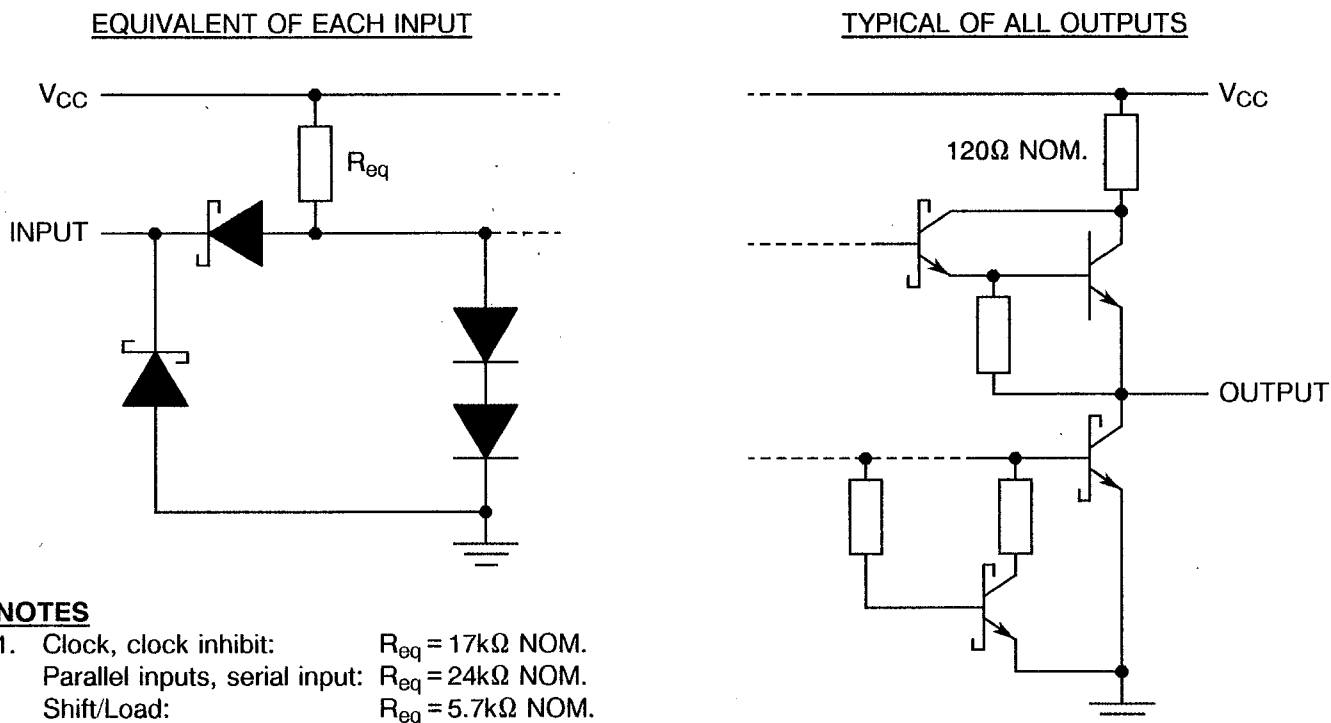 EQUIVALENT OF EACH INPUT
VCC
Req
INPUT
TYPICAL OF ALL OUTPUTS
VCC
120Ω NOM.
OUTPUT
NOTES
1. Clock, clock inhibit: Req = 17kΩ NOM.
Parallel inputs, serial input: Req = 24kΩ NOM.
Shift/Load: Req = 5.7kΩ NOM.